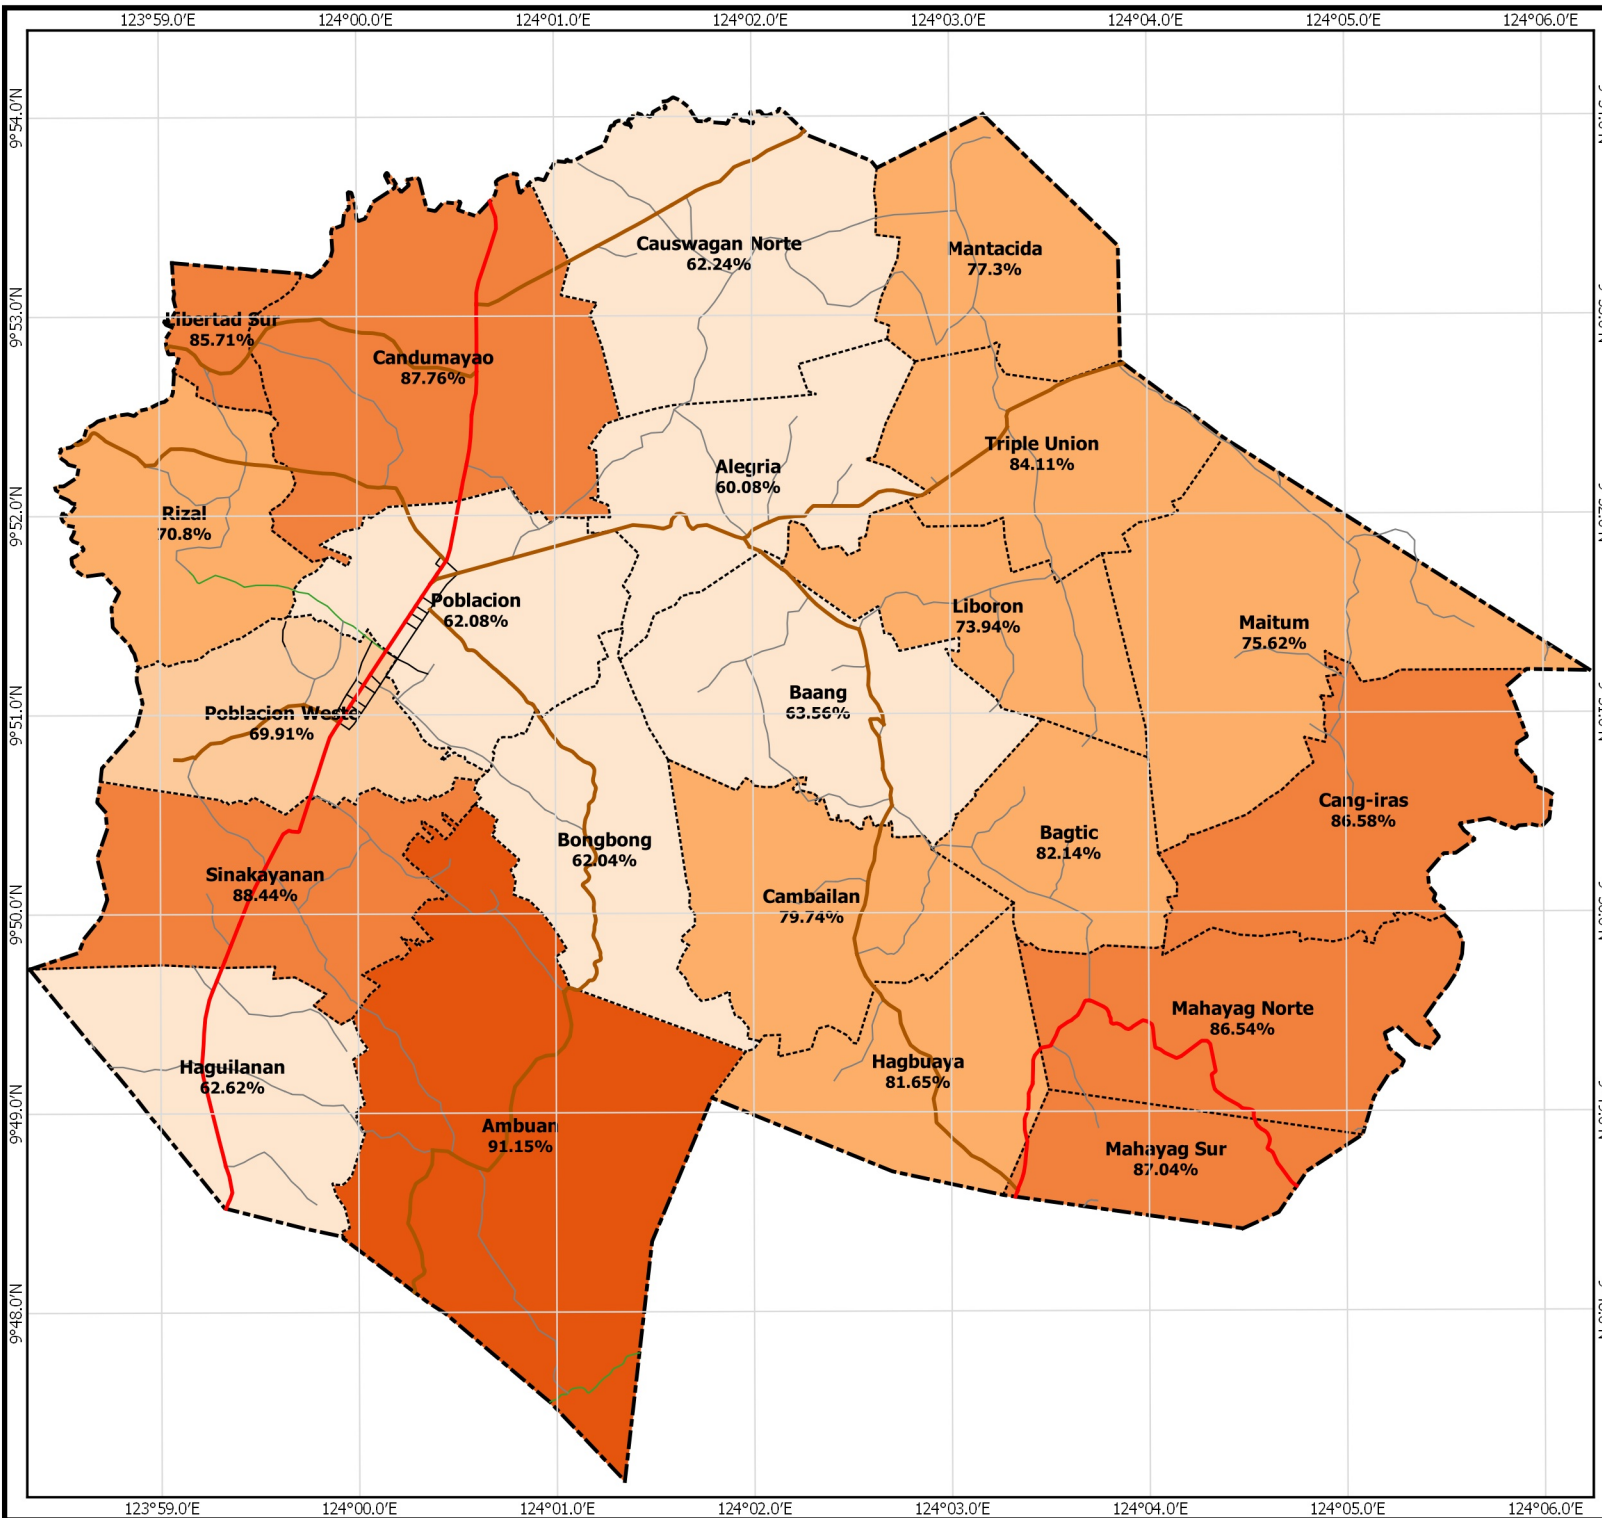 123°59.0'E 124°00.0'E 124°01.0'E 124°02.0'E 124°03.0'E 124°04.0'E 124°05.0'E 124°06.0'E
9°54.0'N
Causwagan Norte
62.24%
Mantacida
77.3%
9°53.0'N
Libertad Sur
85.71%
Candumayao
87.76%
Triple Union
84.11%
Alegria
60.08%
9°52.0'N
Rizal
70.8%
Poblacion
62.08%
Liboron
73.94%
Maitum
75.62%
Baang
63.56%
9°51.0'N
Poblacion Weste
69.91%
Cang-iras
86.58%
Bagtic
82.14%
Bongbong
62.04%
Sinakayanan
88.44%
Cambailan
79.74%
9°50.0'N
Mahayag Norte
86.54%
Hagbuaya
81.65%
Haguilanan
62.62%
9°49.0'N
Ambuan
91.15%
Mahayag Sur
87.04%
9°48.0'N
123°59.0'E 124°00.0'E 124°01.0'E 124°02.0'E 124°03.0'E 124°04.0'E 124°05.0'E 124°06.0'E